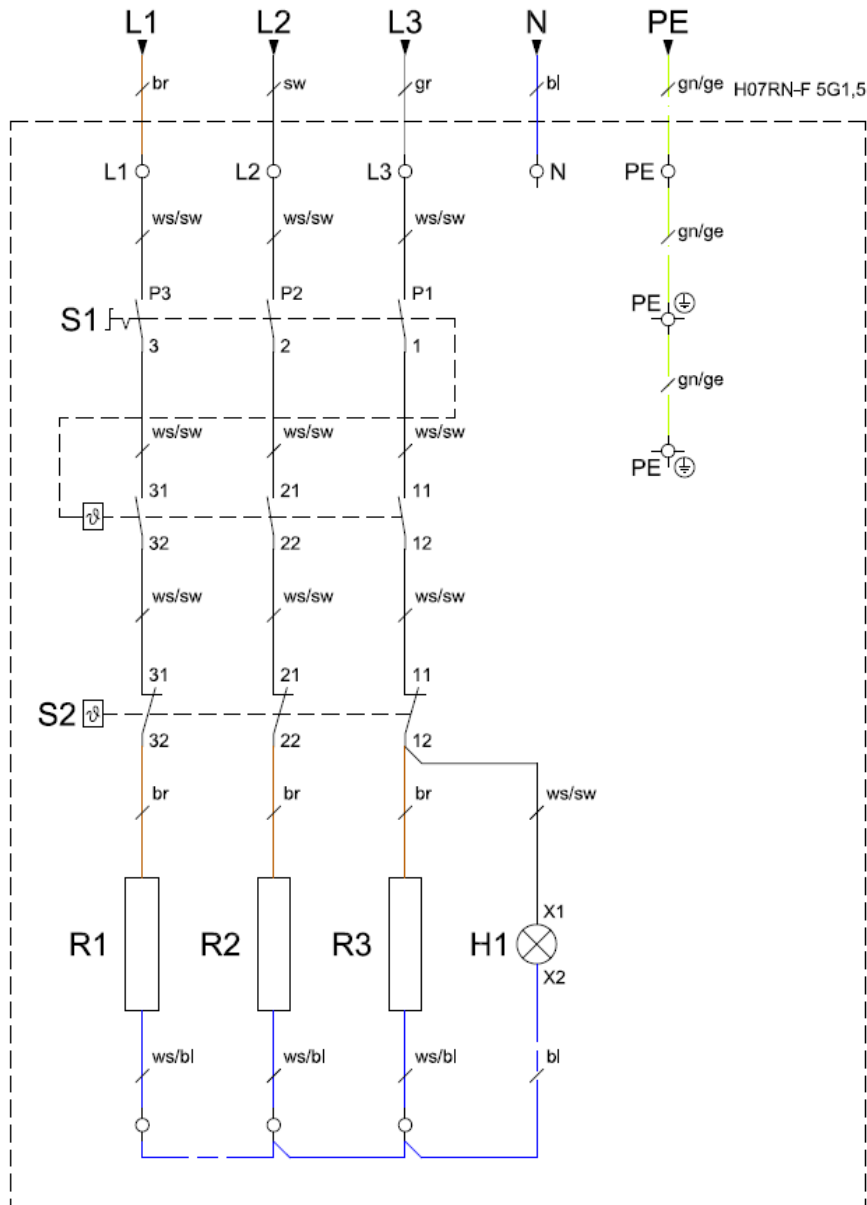 L1 L2 L3 N PE
br sw gr bl gn/ge H07RN-F 5G1,5
L1 L2 L3 N PE
ws/sw ws/sw ws/sw gn/ge
P3 P2 P1 PE
S1
3 2 1
gn/ge
ws/sw ws/sw ws/sw
PE
31 21 11
ϑ
32 22 12
ws/sw ws/sw ws/sw
31 21 11
S2 ϑ
32 22 12
br br br ws/sw
X1
R1 R2 R3 H1
X2
ws/bl ws/bl ws/bl bl